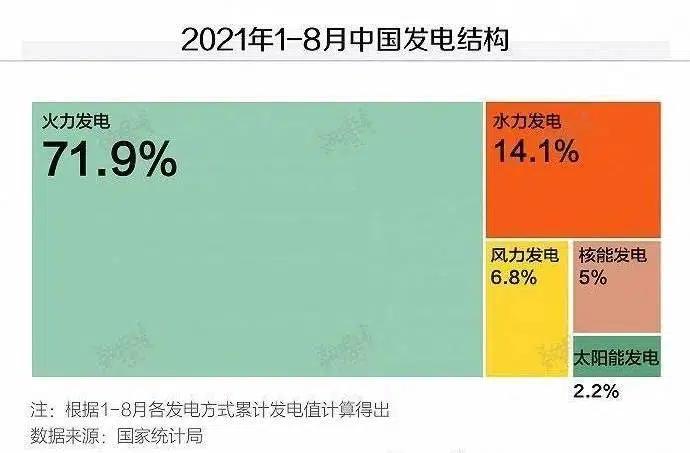 2021年1-8月中国发电结构
火力发电
71.9%
水力发电
14.1%
风力发电
6.8%
核能发电
5%
太阳能发电
2.2%
注：根据1-8月各发电方式累计发电值计算得出
数据来源：国家统计局